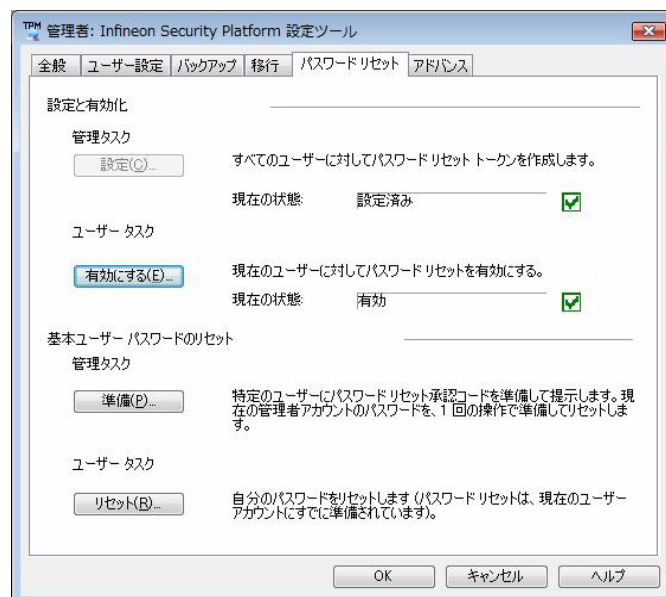 TPM 管理者: Infineon Security Platform 設定ツール
全般 ユーザー設定 バックアップ 移行 パスワード リセット アドバンス
設定と有効化
管理タスク
設定(C)... すべてのユーザーに対してパスワード リセット トークンを作成します。
現在の状態: 設定済み
ユーザー タスク
有効にする(E)... 現在のユーザーに対してパスワード リセットを有効にする。
現在の状態: 有効
基本ユーザー パスワードのリセット
管理タスク
準備(P)... 特定のユーザーにパスワード リセット承認コードを準備して提示します。現
在の管理者アカウントのパスワードを、1 回の操作で準備してリセットしま
す。
ユーザー タスク
リセット(R)... 自分のパスワードをリセットします (パスワード リセットは、現在のユーザー
アカウントにすでに準備されています)。
OK キャンセル ヘルプ